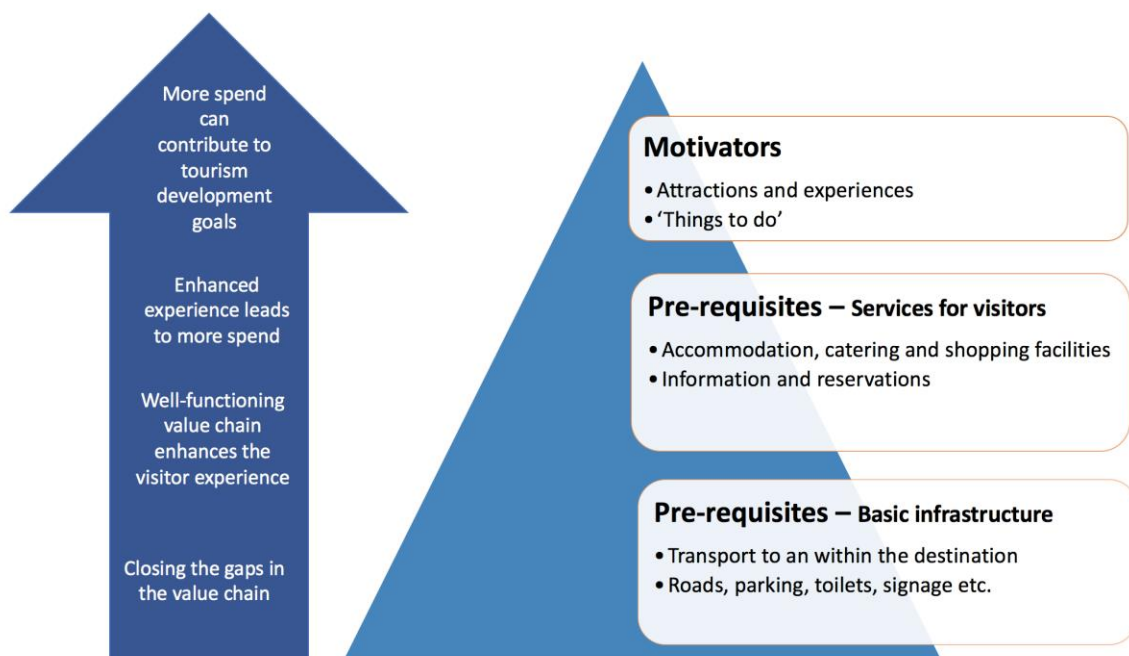 More spend
can
contribute to
tourism
development
goals
Enhanced
experience leads
to more spend
Well-functioning
value chain
enhances the
visitor experience
Closing the gaps in
the value chain
Motivators
• Attractions and experiences
• ‘Things to do’
Pre-requisites – Services for visitors
• Accommodation, catering and shopping facilities
• Information and reservations
Pre-requisites – Basic infrastructure
• Transport to an within the destination
• Roads, parking, toilets, signage etc.